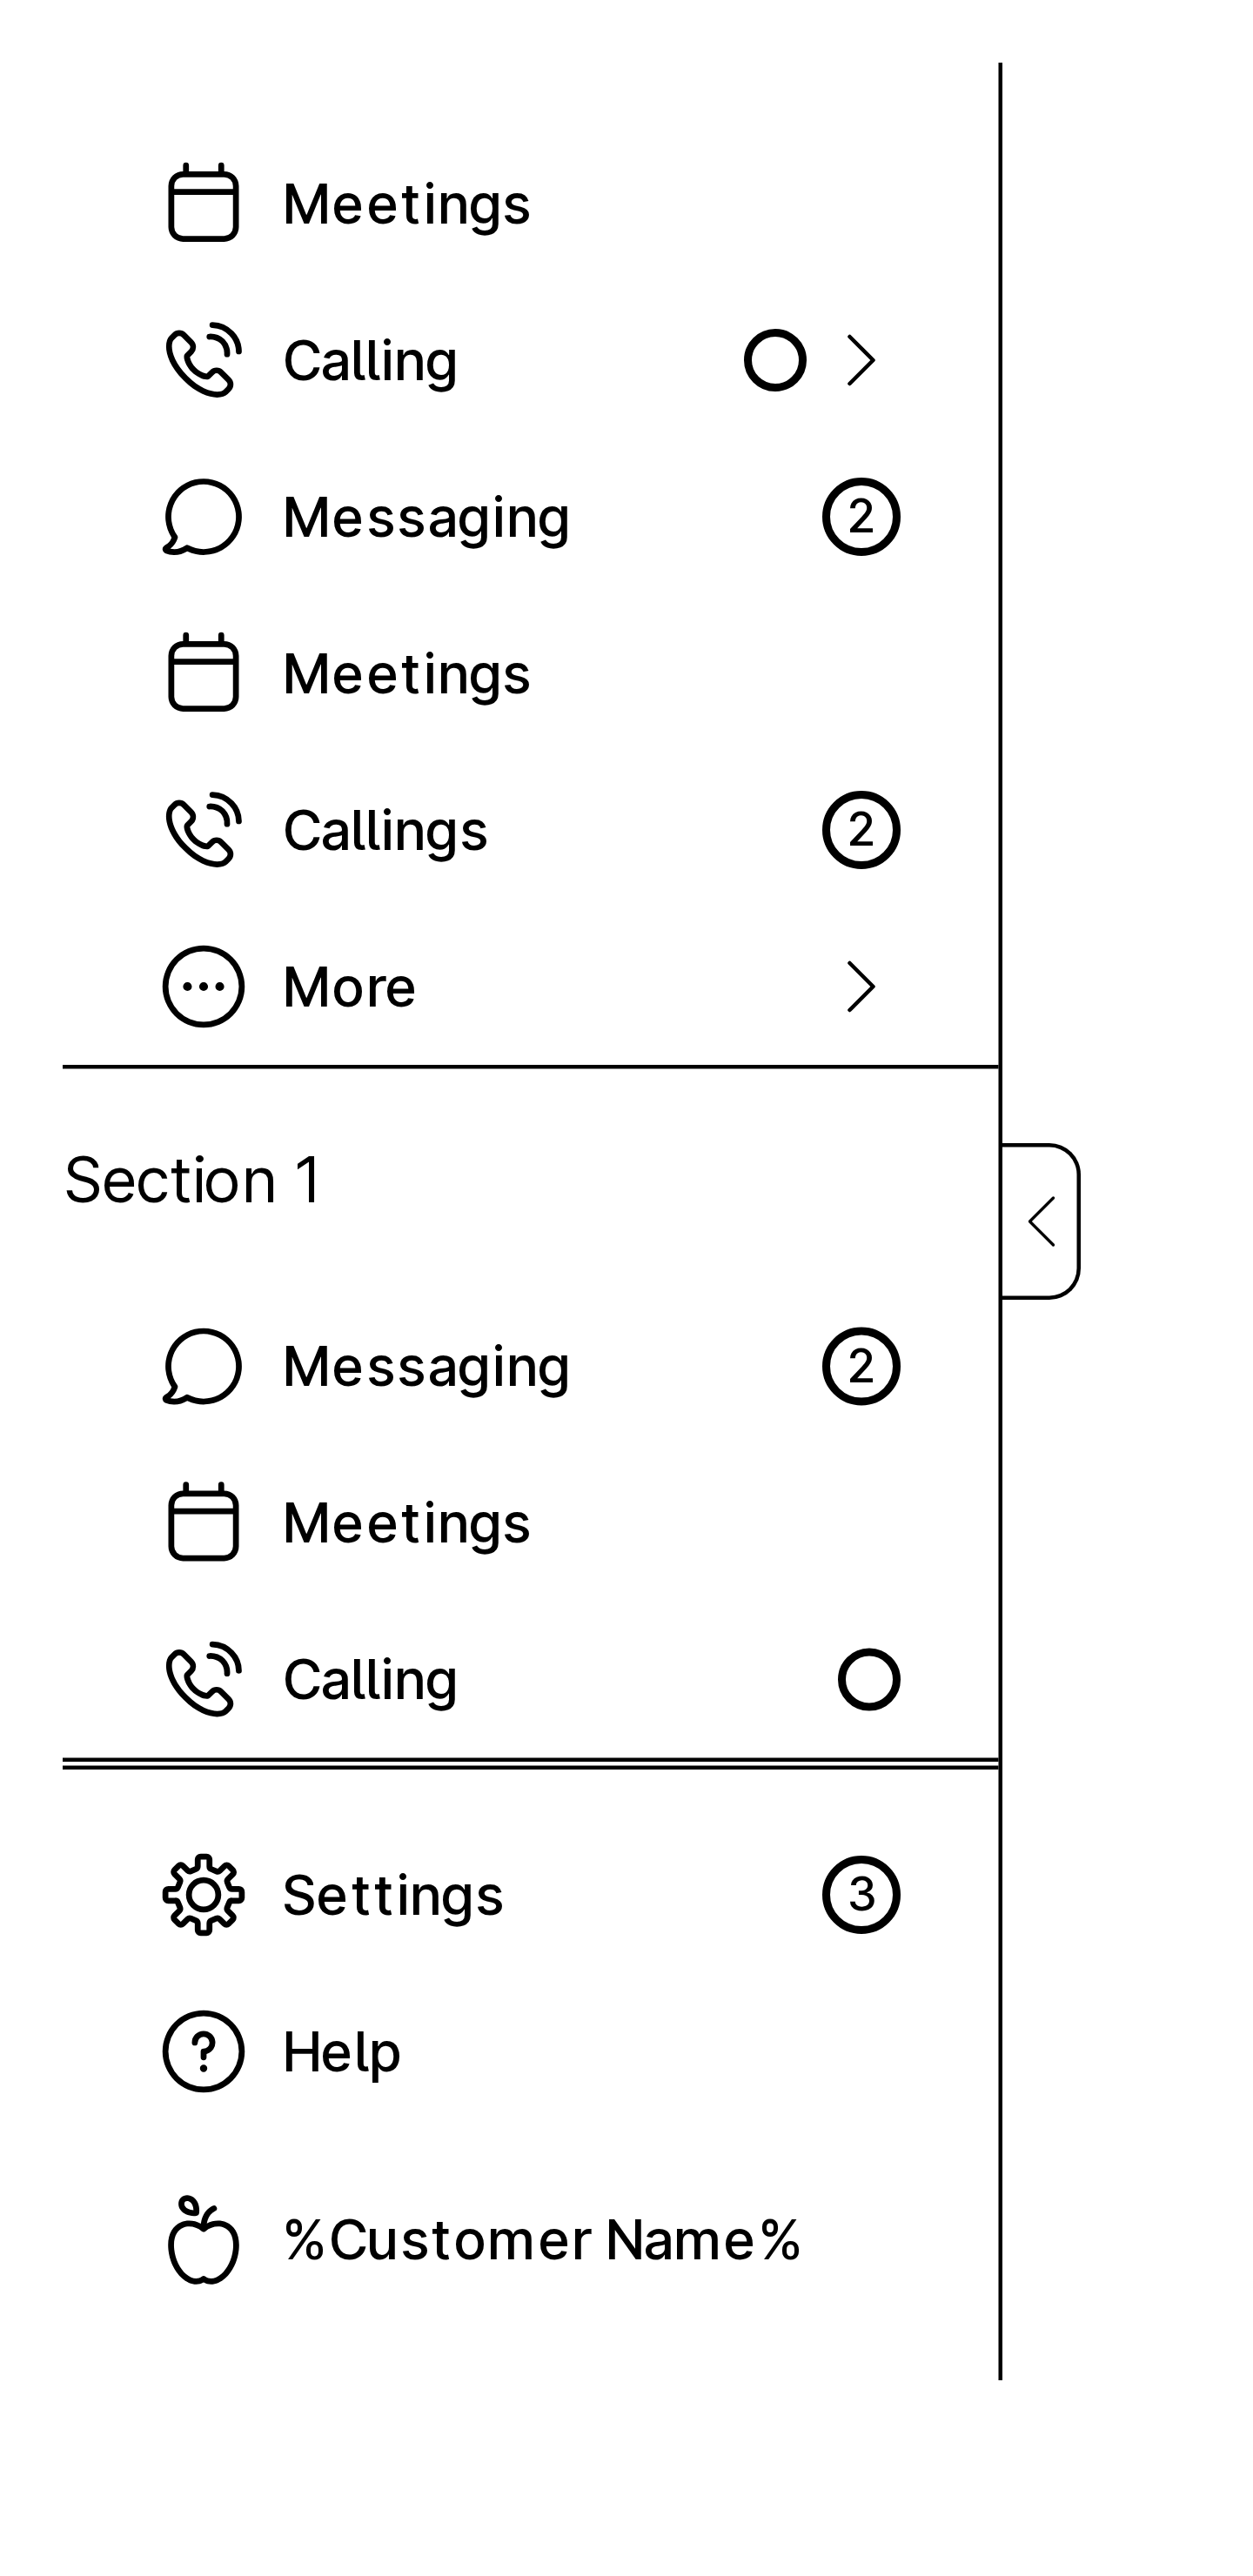 Meetings
Calling
Messaging 2
Meetings
Callings 2
More
Section 1
Messaging 2
Meetings
Calling
Settings 3
Help
%Customer Name%